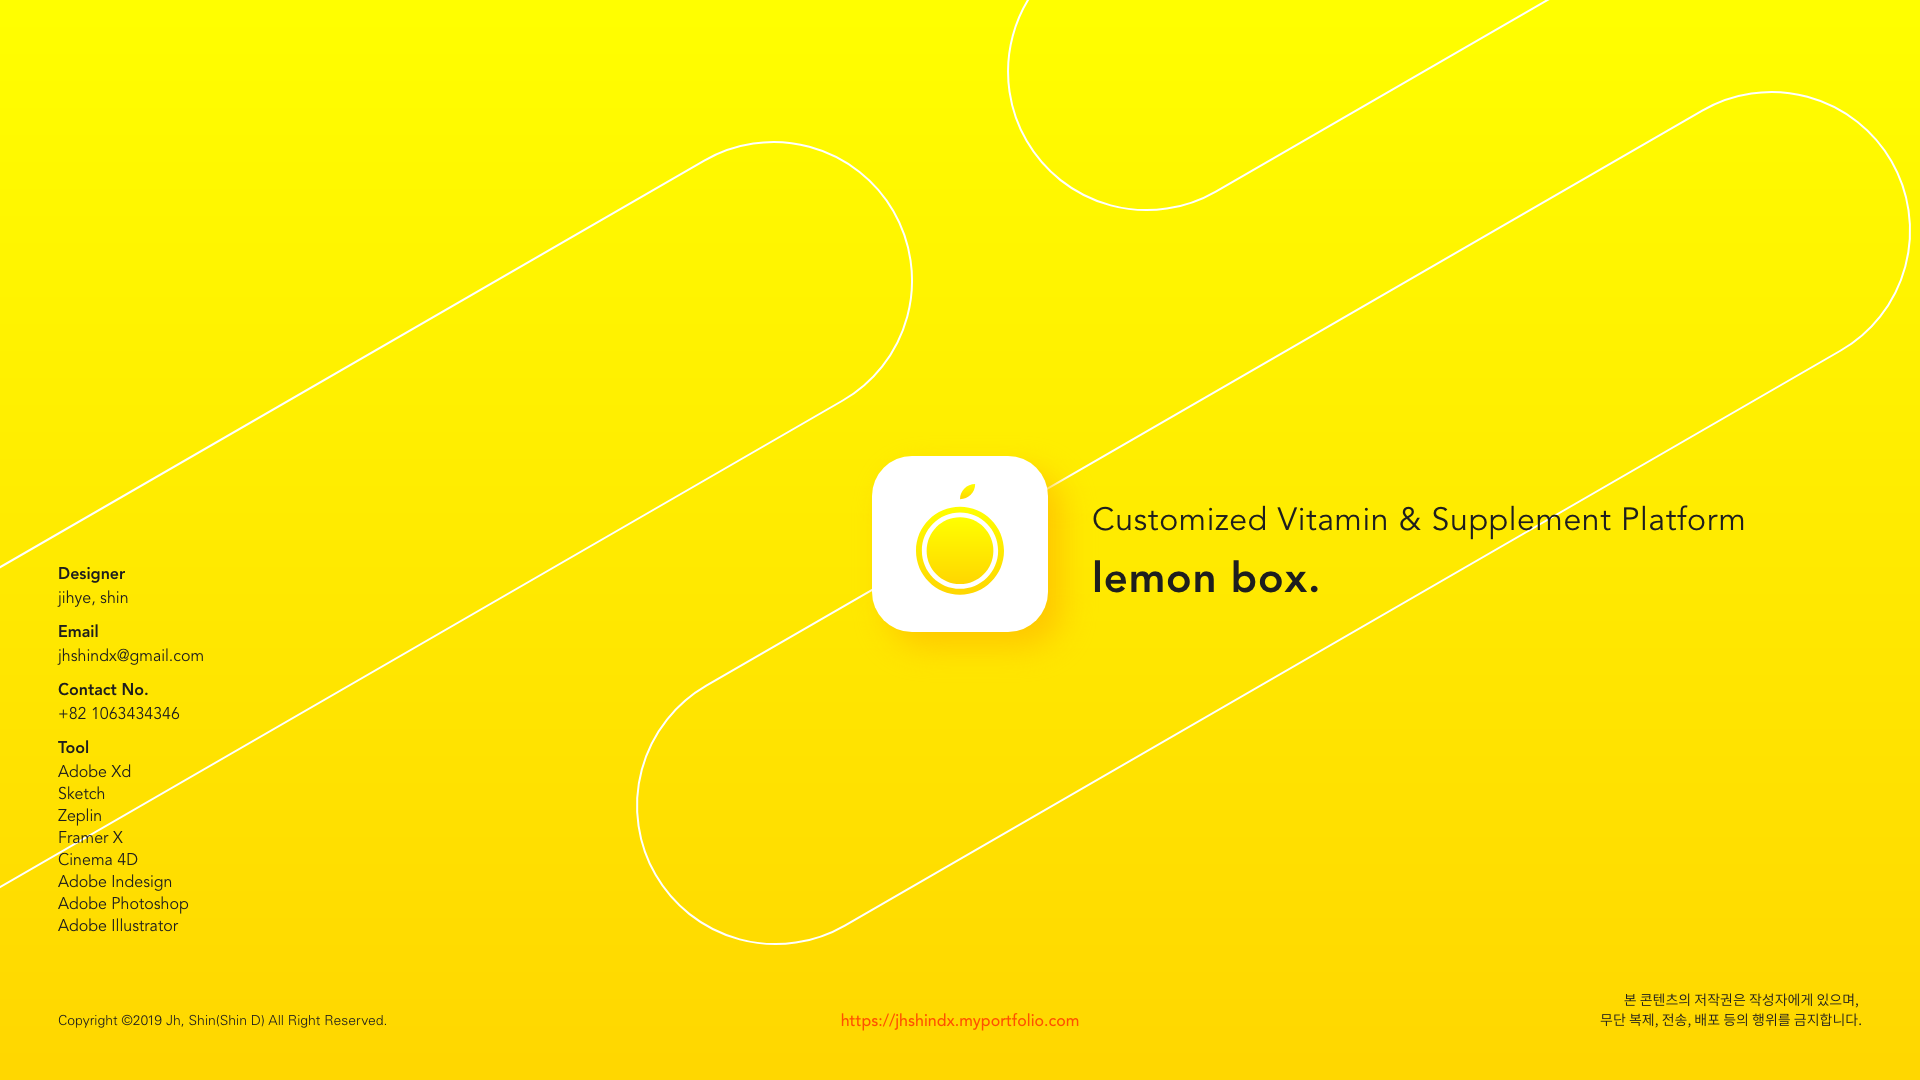 Customized Vitamin & Supplement Platform
lemon box.
Designer
jihye, shin
Email
jhshindx@gmail.com
Contact No.
+82 1063434346
Tool
Adobe Xd
Sketch
Zeplin
Framer X
Cinema 4D
Adobe Indesign
Adobe Photoshop
Adobe Illustrator
Copyright ©2019 Jh, Shin(Shin D) All Right Reserved.
https://jhshindx.myportfolio.com
본 콘텐츠의 저작권은 작성자에게 있으며,
무단 복제, 전송, 배포 등의 행위를 금지합니다.